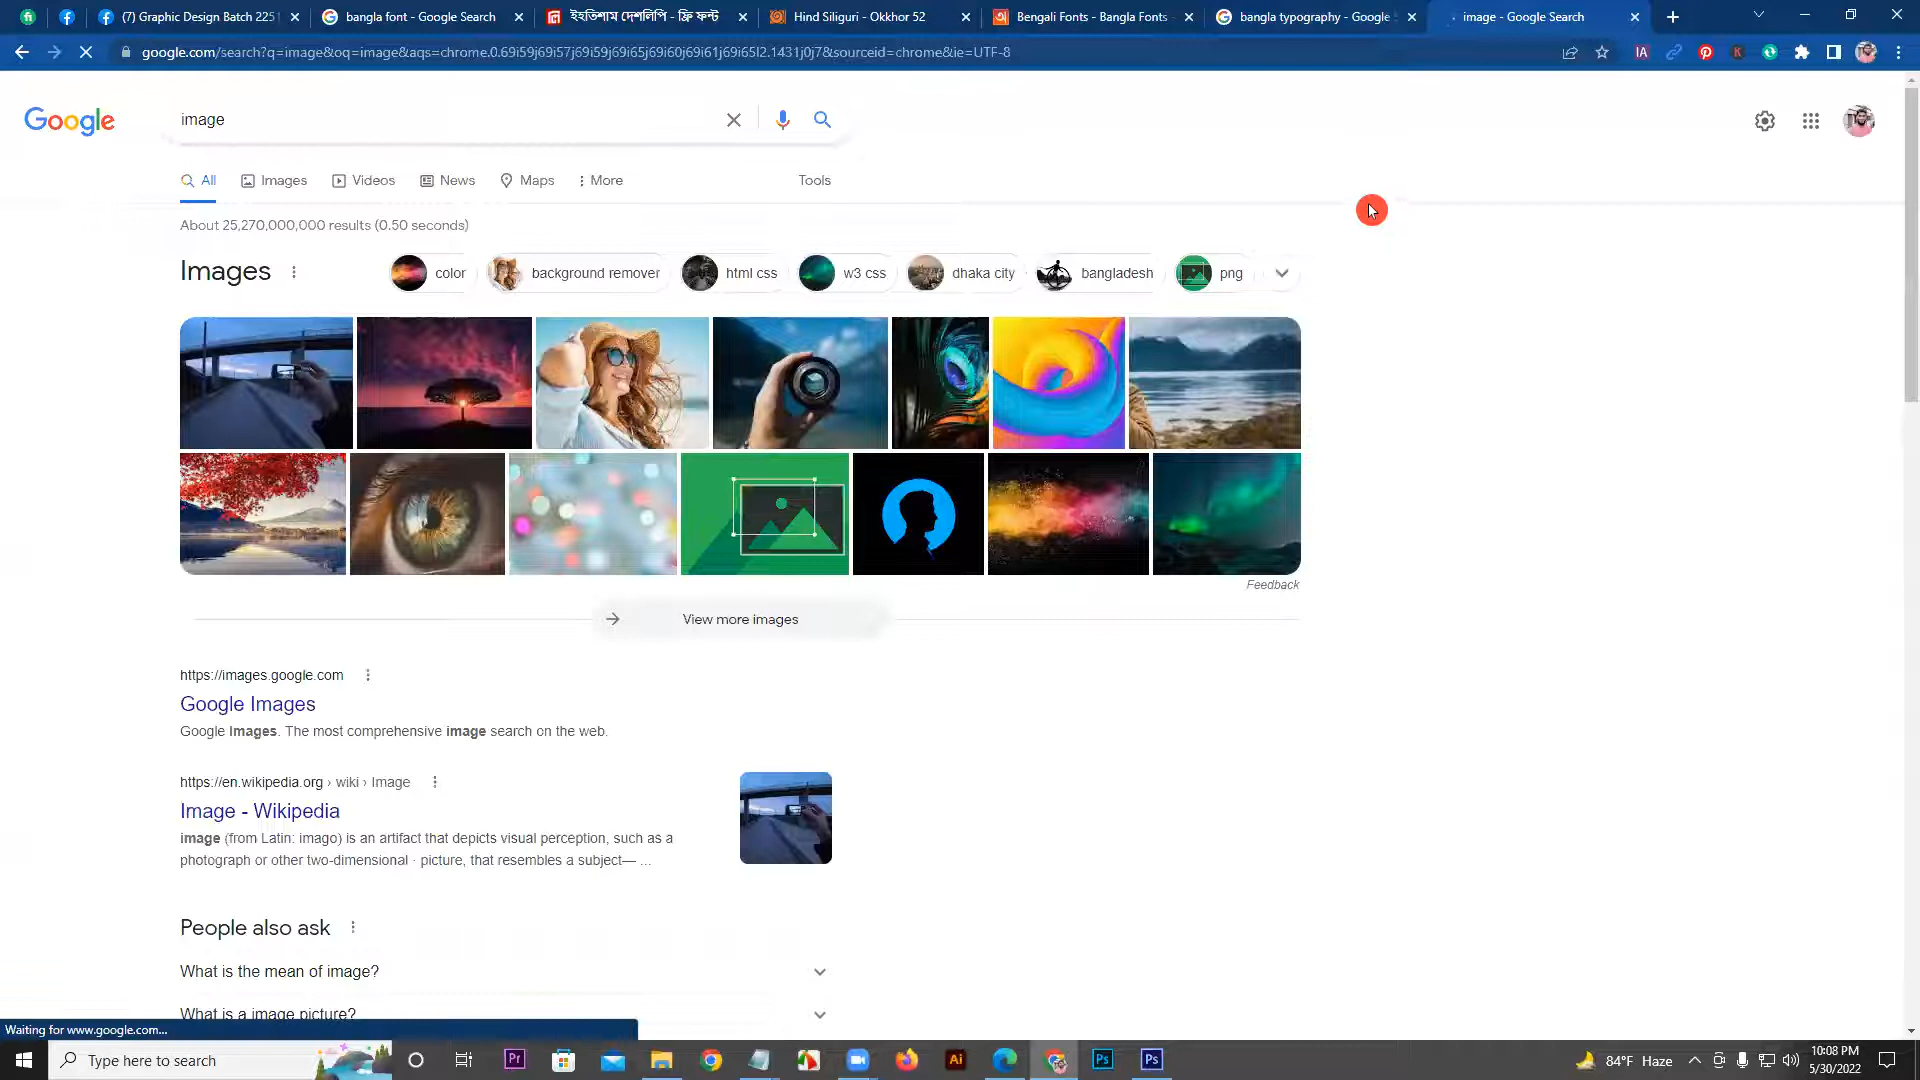 (7) Graphic Design Batch 225 1
bangla font - Google Search
ইহতিশাম দেশলিপি - ফ্রি ফন্ট
Hind Siliguri - Okkhor 52
Bengali Fonts - Bangla Fonts
bangla typography - Google
image - Google Search
google.com/search?q=image&oq=image&aqs=chrome.0.69i59j69i57j69i59j69i65j69i60j69i61j69i65l2.1431j0j7&sourceid=chrome&ie=UTF-8
Google
image
All
Images
Videos
News
Maps
More
Tools
About 25,270,000,000 results (0.50 seconds)
Images
color
background remover
html css
w3 css
dhaka city
bangladesh
png
Feedback
View more images
https://images.google.com
Google Images
Google Images. The most comprehensive image search on the web.
https://en.wikipedia.org › wiki › Image
Image - Wikipedia
image (from Latin: imago) is an artifact that depicts visual perception, such as a
photograph or other two-dimensional · picture, that resembles a subject— ...
People also ask
What is the mean of image?
What is a image picture?
Waiting for www.google.com...
Type here to search
Pr
Ai
Ps
Ps
84°F Haze
10:08 PM
5/30/2022